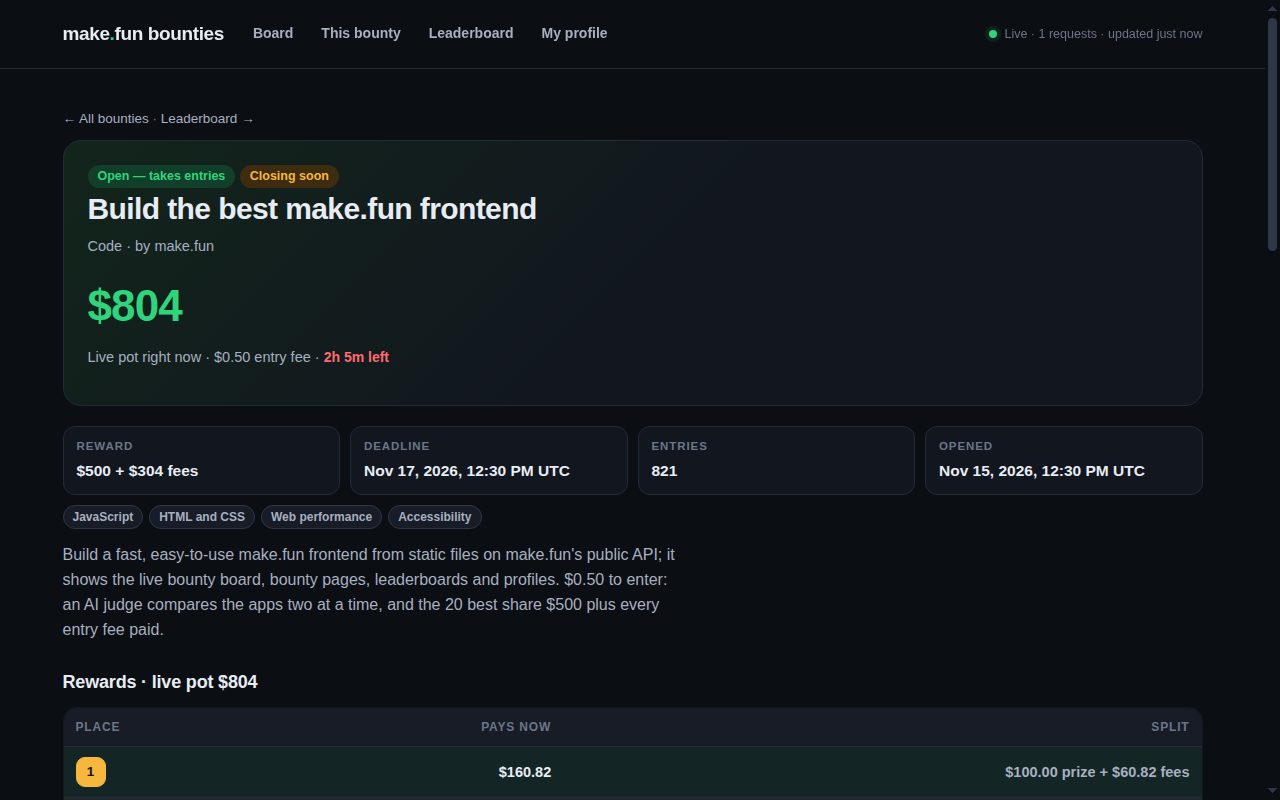 make.fun bounties Board This bounty Leaderboard My profile Live · 1 requests · updated just now
← All bounties · Leaderboard →
Open — takes entries Closing soon
Build the best make.fun frontend
Code · by make.fun
$804
Live pot right now · $0.50 entry fee · 2h 5m left
REWARD DEADLINE ENTRIES OPENED
$500 + $304 fees Nov 17, 2026, 12:30 PM UTC 821 Nov 15, 2026, 12:30 PM UTC
JavaScript HTML and CSS Web performance Accessibility
Build a fast, easy-to-use make.fun frontend from static files on make.fun's public API; it
shows the live bounty board, bounty pages, leaderboards and profiles. $0.50 to enter:
an AI judge compares the apps two at a time, and the 20 best share $500 plus every
entry fee paid.
Rewards · live pot $804
PLACE PAYS NOW SPLIT
1 $160.82 $100.00 prize + $60.82 fees